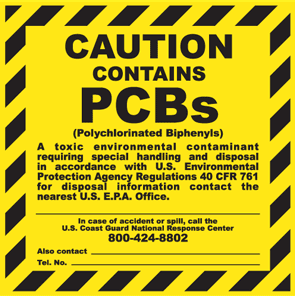 CAUTION
CONTAINS
PCBs
(Polychlorinated Biphenyls)
A toxic environmental contaminant
requiring special handling and disposal
in accordance with U.S. Environmental
Protection Agency Regulations 40 CFR 761
for disposal information contact the
nearest U.S. E.P.A. Office.
In case of accident or spill, call the
U.S. Coast Guard National Response Center
800-424-8802
Also contact
Tel. No.